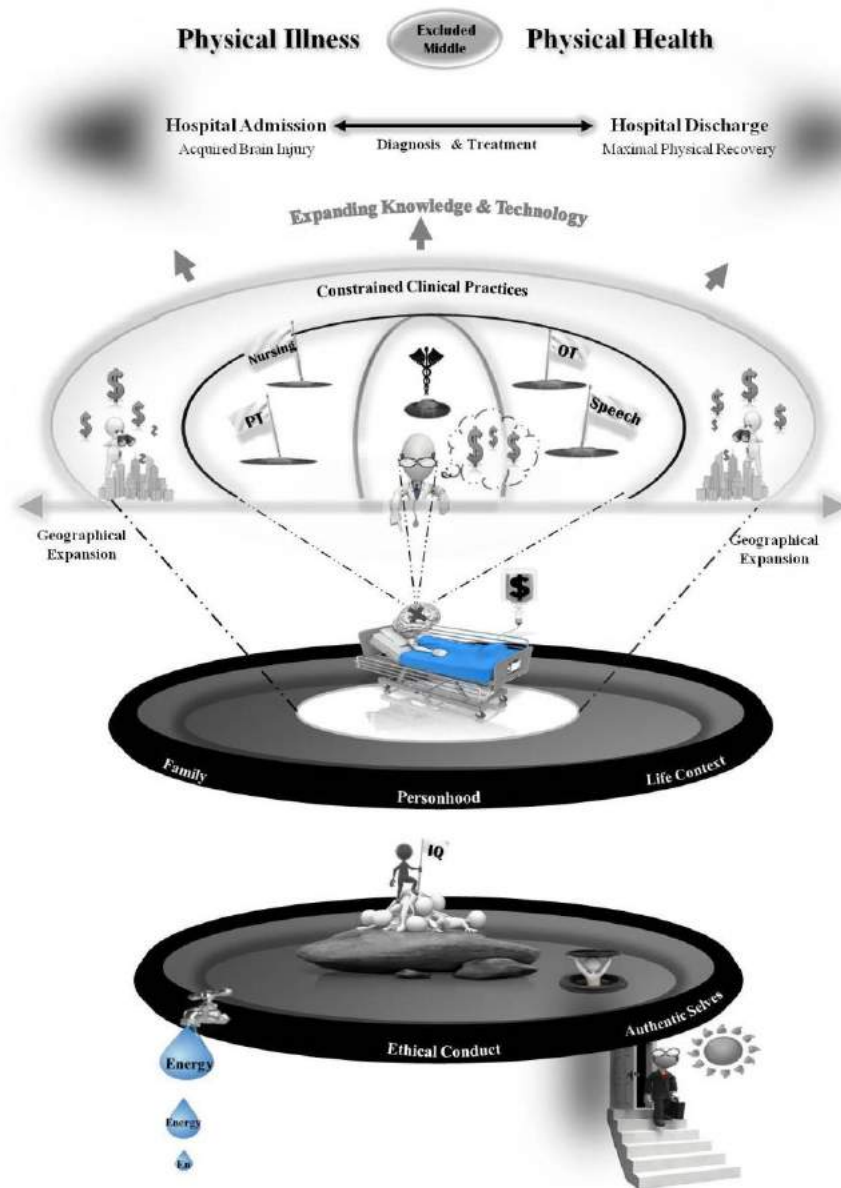 Physical Illness
Excluded
Middle
Physical Health
Hospital Admission
Acquired Brain Injury
Diagnosis & Treatment
Hospital Discharge
Maximal Physical Recovery
Expanding Knowledge & Technology
Constrained Clinical Practices
Nursing
OT
PT
Speech
$
$
$
$
$
$
$
$
$
$
Geographical
Expansion
Geographical
Expansion
$
Family
Personhood
Life Context
IQ
Ethical Conduct
Authentic Selves
Energy
Energy
En